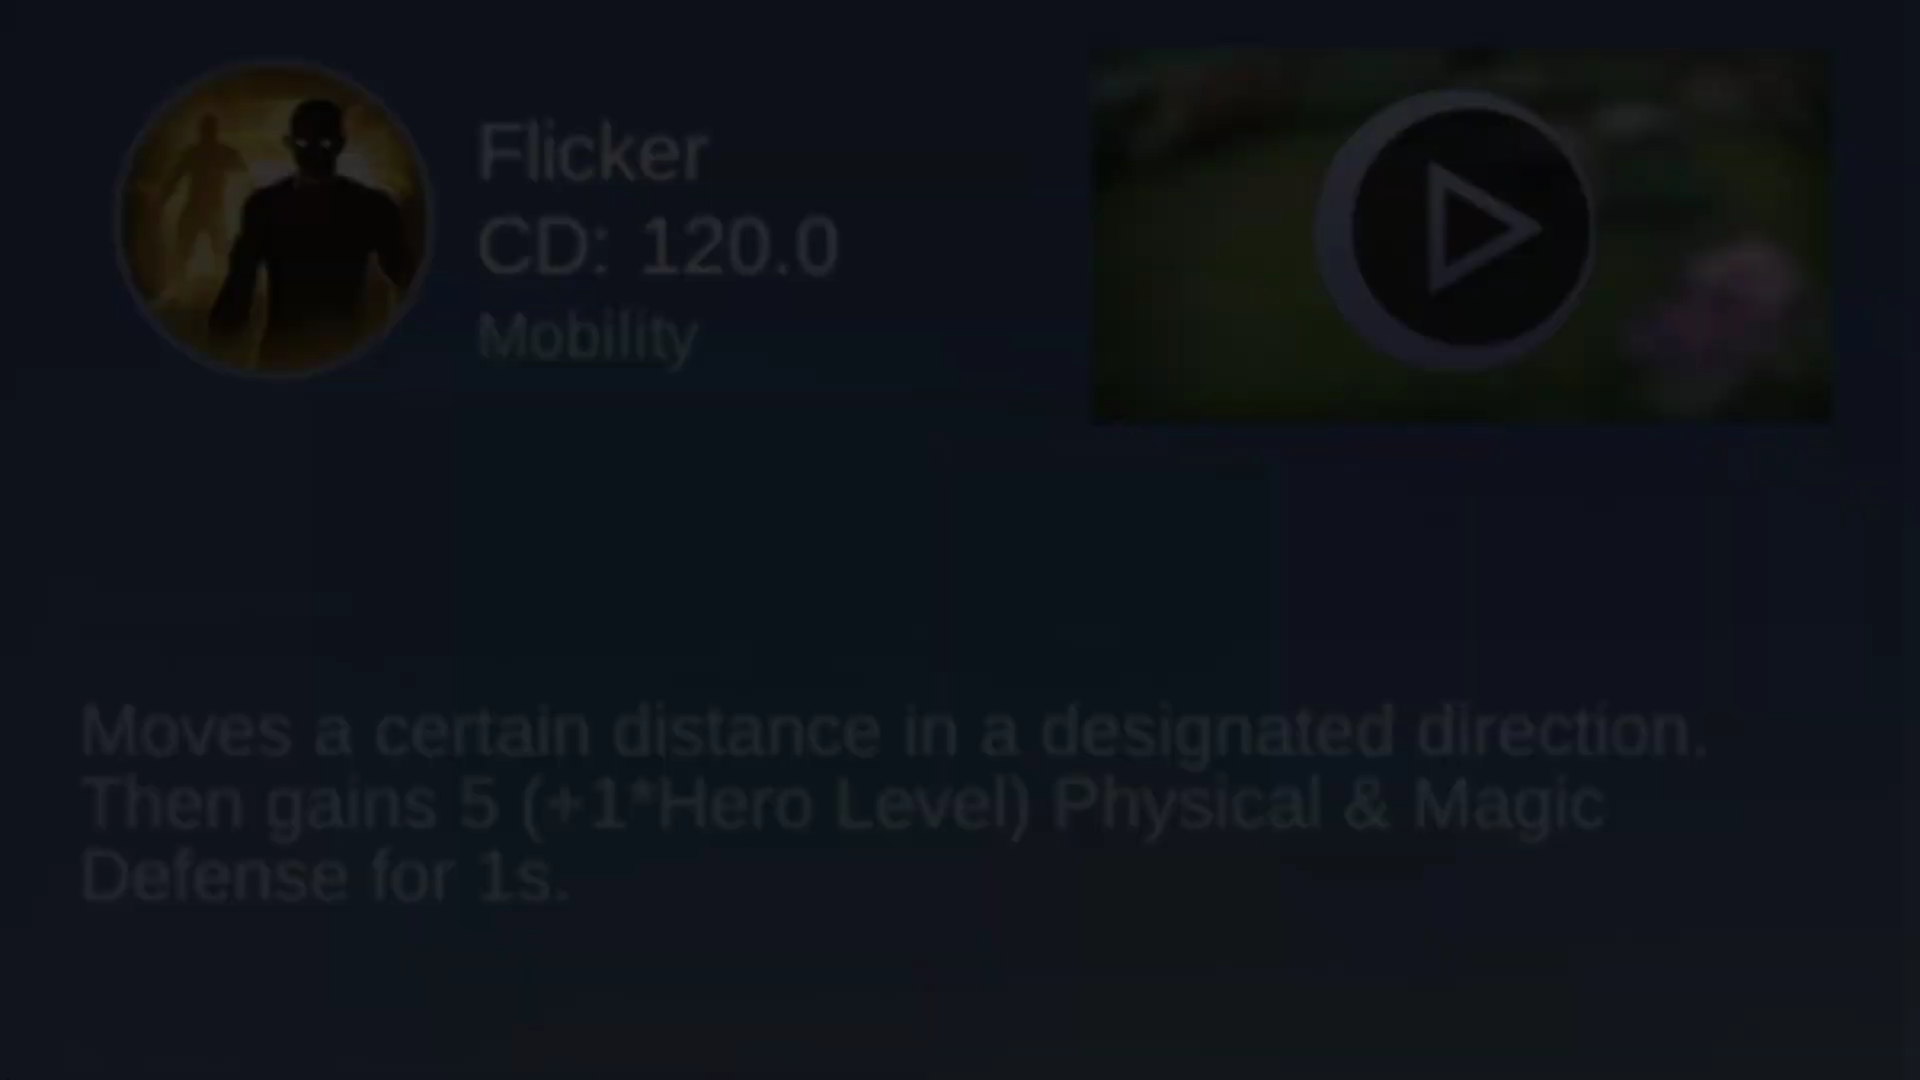 Flicker
CD: 120.0
Mobility
Moves a certain distance in a designated direction.
Then gains 5 (+1*Hero Level) Physical & Magic
Defense for 1s.